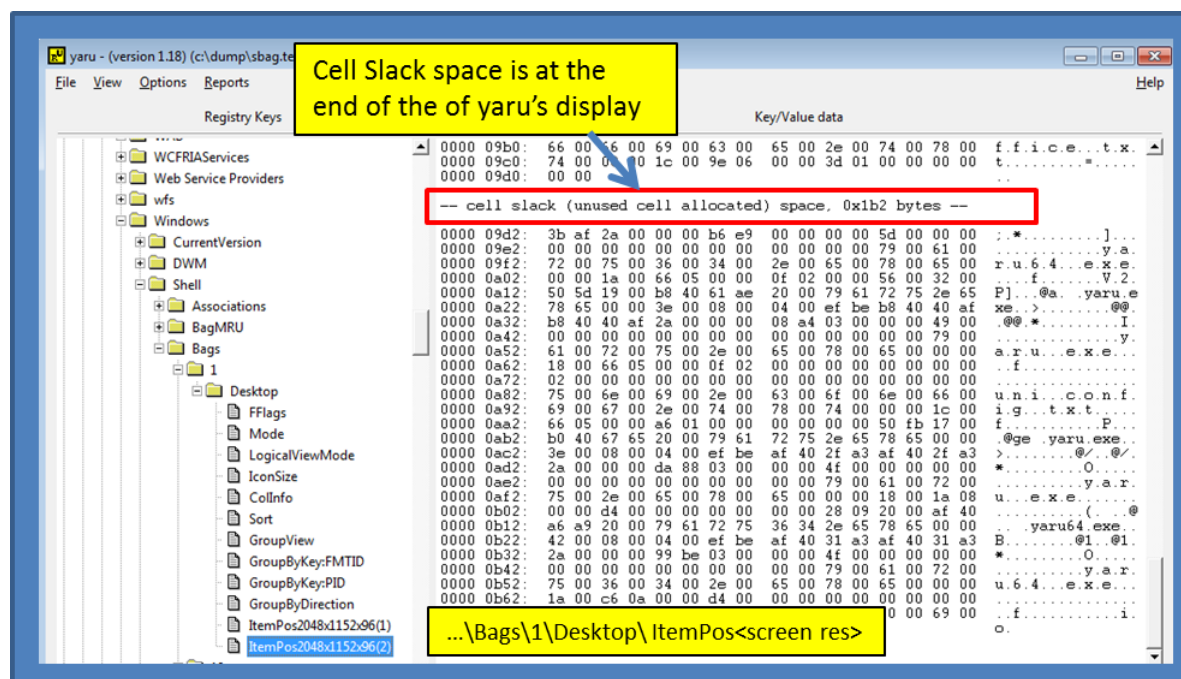 yaru - (version 1.18) (c:\dump\sbag.te
File View Options Reports Help
Cell Slack space is at the
end of the of yaru's display
Registry Keys
WCFRIAServices
Web Service Providers
wfs
Windows
CurrentVersion
DWM
Shell
Associations
BagMRU
Bags
1
Desktop
FFlags
Mode
LogicalViewMode
IconSize
ColInfo
Sort
GroupView
GroupByKey:FMTID
GroupByKey:PID
GroupByDirection
ItemPos2048x1152x96(1)
ItemPos2048x1152x96(2)
Key/Value data
0000 09b0: 66 00 66 00 69 00 63 00 65 00 2e 00 74 00 78 00 f.f.i.c.e...t.x.
0000 09c0: 74 00 00 1c 00 9e 06 00 00 3d 01 00 00 00 00 t.........=.....
0000 09d0: 00 00 ..
-- cell slack (unused cell allocated) space, 0x1b2 bytes --
0000 09d2: 3b af 2a 00 00 00 b6 e9 00 00 00 00 5d 00 00 00 ;.*.........]...
0000 09e2: 00 00 00 00 00 00 00 00 00 00 00 00 79 00 61 00 ............y.a.
0000 09f2: 72 00 75 00 36 00 34 00 2e 00 65 00 78 00 65 00 r.u.6.4...e.x.e.
0000 0a02: 00 00 1a 00 66 05 00 00 0f 02 00 00 56 00 32 00 ....f.......V.2.
0000 0a12: 50 5d 19 00 b8 40 61 ae 20 00 79 61 72 75 2e 65 P]...@a. .yaru.e
0000 0a22: 78 65 00 00 3e 00 08 00 04 00 ef be b8 40 40 af xe..>........@@.
0000 0a32: b8 40 40 af 2a 00 00 00 08 a4 03 00 00 00 49 00 .@@.*.........I.
0000 0a42: 00 00 00 00 00 00 00 00 00 00 00 00 00 00 79 00 ..............y.
0000 0a52: 61 00 72 00 75 00 2e 00 65 00 78 00 65 00 00 00 a.r.u...e.x.e...
0000 0a62: 18 00 66 05 00 00 0f 02 00 00 00 00 00 00 00 00 ..f.............
0000 0a72: 02 00 00 00 00 00 00 00 00 00 00 00 00 00 00 00 ................
0000 0a82: 75 00 6e 00 69 00 2e 00 63 00 6f 00 6e 00 66 00 u.n.i...c.o.n.f.
0000 0a92: 69 00 67 00 2e 00 74 00 78 00 74 00 00 00 1c 00 i.g...t.x.t.....
0000 0aa2: 66 05 00 00 a6 01 00 00 00 00 00 00 50 fb 17 00 f...........P...
0000 0ab2: b0 40 67 65 20 00 79 61 72 75 2e 65 78 65 00 00 .@ge .yaru.exe..
0000 0ac2: 3e 00 08 00 04 00 ef be af 40 2f a3 af 40 2f a3 >........@/..@/.
0000 0ad2: 2a 00 00 00 da 88 03 00 00 00 4f 00 00 00 00 00 *.........O.....
0000 0ae2: 00 00 00 00 00 00 00 00 00 00 79 00 61 00 72 00 ..........y.a.r.
0000 0af2: 75 00 2e 00 65 00 78 00 65 00 00 00 18 00 1a 08 u...e.x.e.......
0000 0b02: 00 00 d4 00 00 00 00 00 00 00 28 09 20 00 af 40 ..........(. ..@
0000 0b12: a6 a9 20 00 79 61 72 75 36 34 2e 65 78 65 00 00 .. .yaru64.exe..
0000 0b22: 42 00 08 00 04 00 ef be af 40 31 a3 af 40 31 a3 B........@1..@1.
0000 0b32: 2a 00 00 00 99 be 03 00 00 00 4f 00 00 00 00 00 *.........O.....
0000 0b42: 00 00 00 00 00 00 00 00 00 00 79 00 61 00 72 00 ..........y.a.r.
0000 0b52: 75 00 36 00 34 00 2e 00 65 00 78 00 65 00 00 00 u.6.4...e.x.e...
0000 0b62: 1a 00 c6 0a 00 00 d4 00 00 00 00 00 00 00 00 00 ................
00 00 69 00 ..f...........i.
o.
...\Bags\1\Desktop\ ItemPos<screen res>